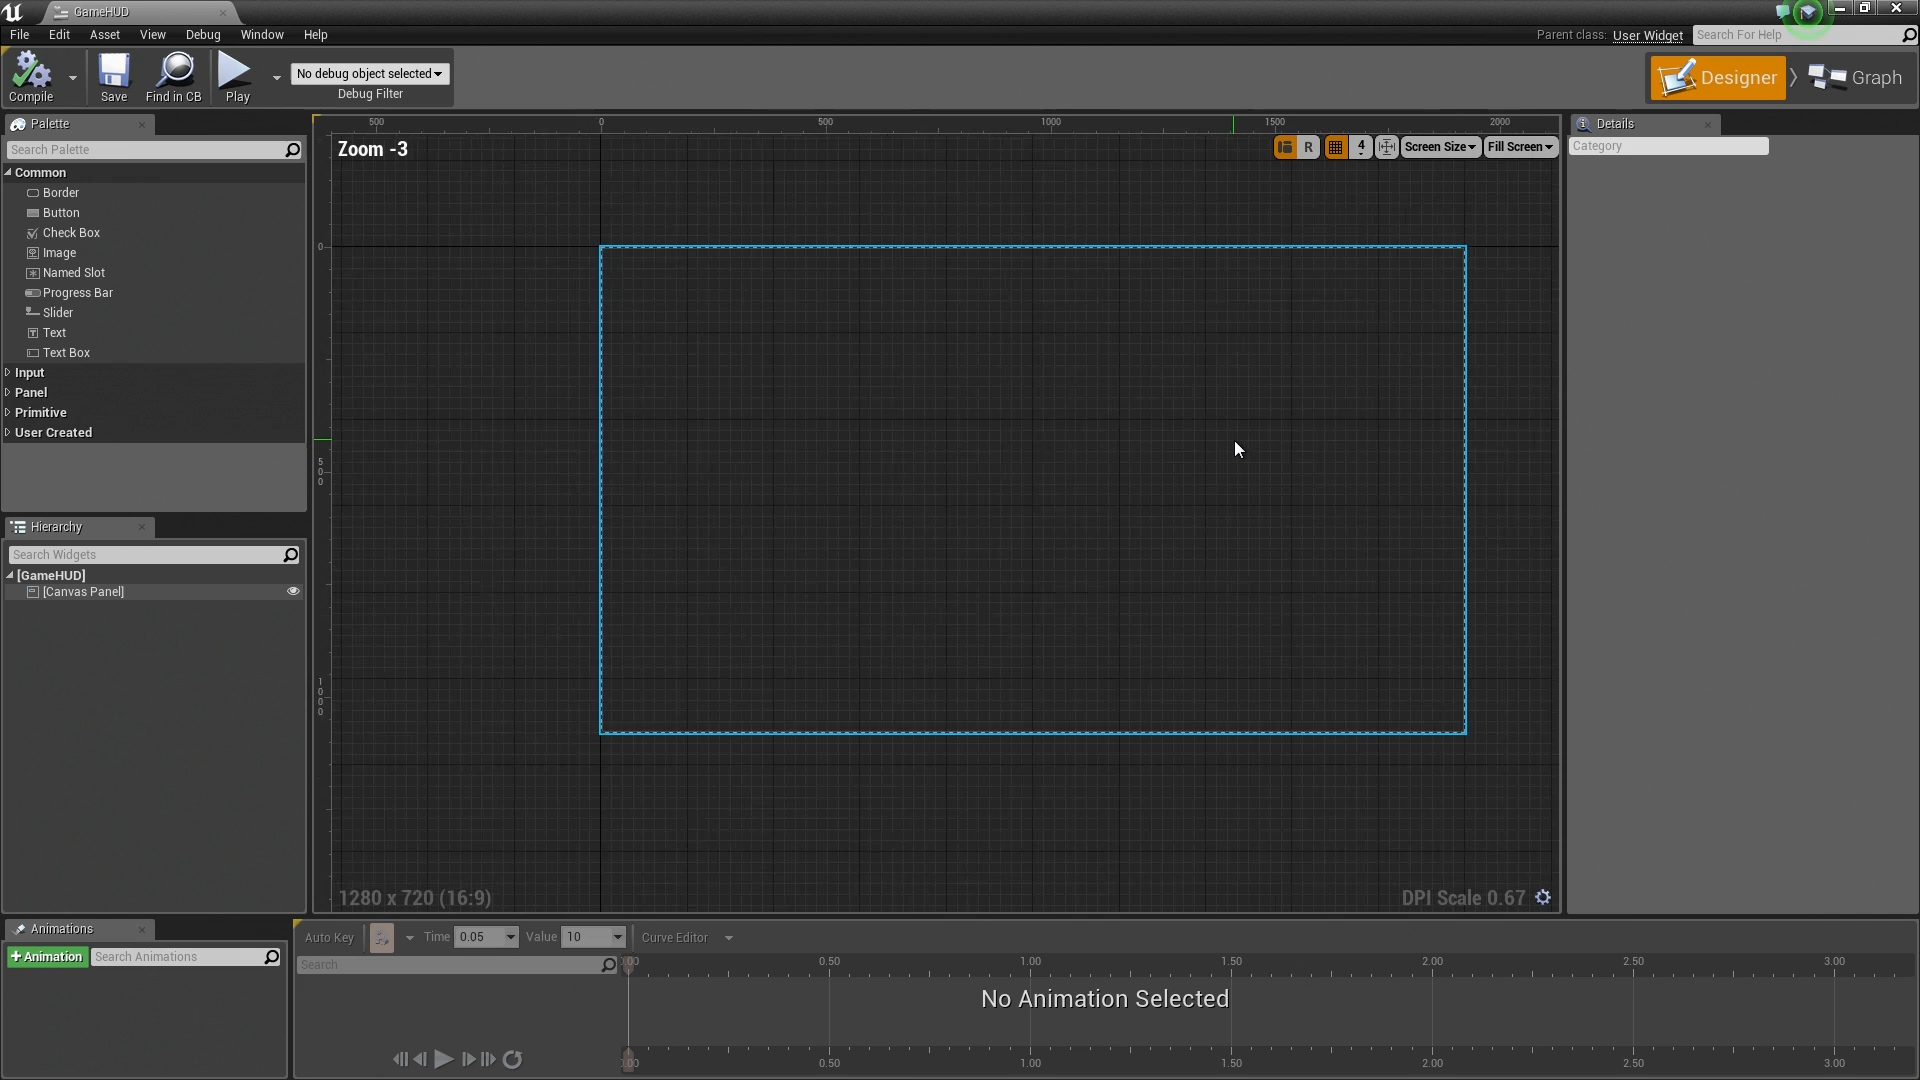 GameHUD
File Edit Asset View Debug Window Help
Parent class: User Widget Search For Help
Compile Save Find in CB Play
No debug object selected
Debug Filter
Designer Graph
Palette
Search Palette
Common
Border
Button
Check Box
Image
Named Slot
Progress Bar
Slider
Text
Text Box
Input
Panel
Primitive
User Created
Hierarchy
Search Widgets
[GameHUD]
[Canvas Panel]
500 0 500 1000 1500 2000
Zoom -3
R 4 Screen Size Fill Screen
0
500
1000
1280 x 720 (16:9)
DPI Scale 0.67
Details
Category
Animations
+ Animation Search Animations
Auto Key Time 0.05 Value 10 Curve Editor
Search
0.50 1.00 1.50 2.00 2.50 3.00
No Animation Selected
0.50 1.00 1.50 2.00 2.50 3.00